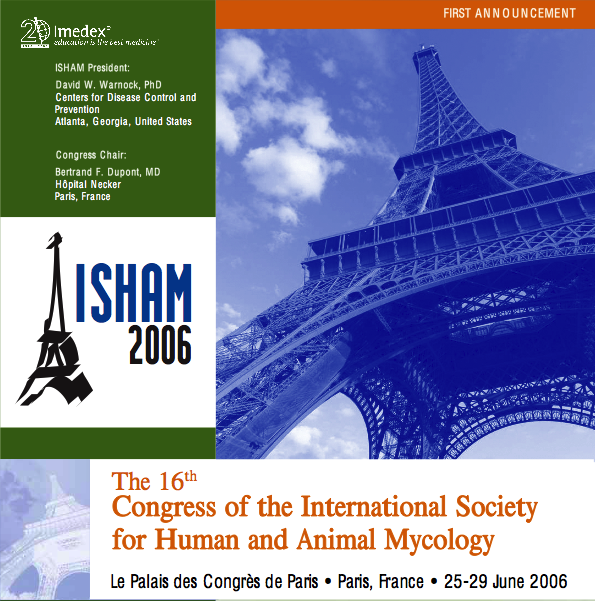 FIRST ANNOUNCEMENT
20 Imedex®
education is the best medicine™
ISHAM President:
David W. Warnock, PhD
Centers for Disease Control and
Prevention
Atlanta, Georgia, United States
Congress Chair:
Bertrand F. Dupont, MD
Hôpital Necker
Paris, France
ISHAM
2006
The 16th
Congress of the International Society
for Human and Animal Mycology
Le Palais des Congrès de Paris • Paris, France • 25-29 June 2006